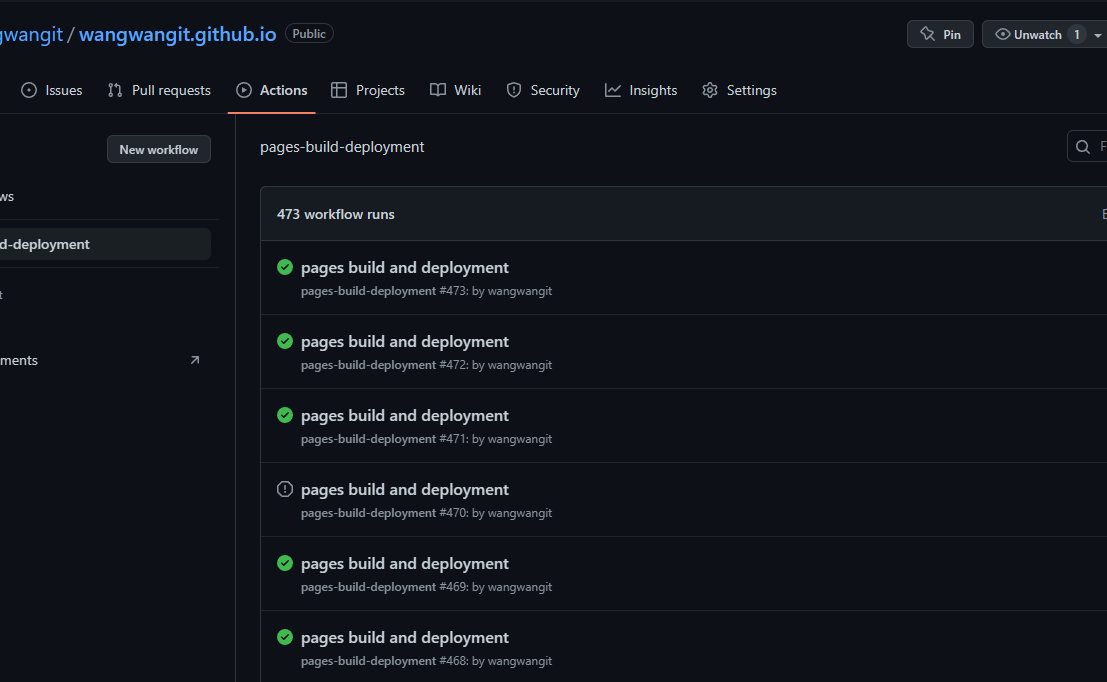 gwangit / wangwangit.github.io Public
Pin
Unwatch 1
Issues
Pull requests
Actions
Projects
Wiki
Security
Insights
Settings
New workflow
ws
d-deployment
t
ments
pages-build-deployment
F
473 workflow runs
E
pages build and deployment
pages-build-deployment #473: by wangwangit
pages build and deployment
pages-build-deployment #472: by wangwangit
pages build and deployment
pages-build-deployment #471: by wangwangit
pages build and deployment
pages-build-deployment #470: by wangwangit
pages build and deployment
pages-build-deployment #469: by wangwangit
pages build and deployment
pages-build-deployment #468: by wangwangit